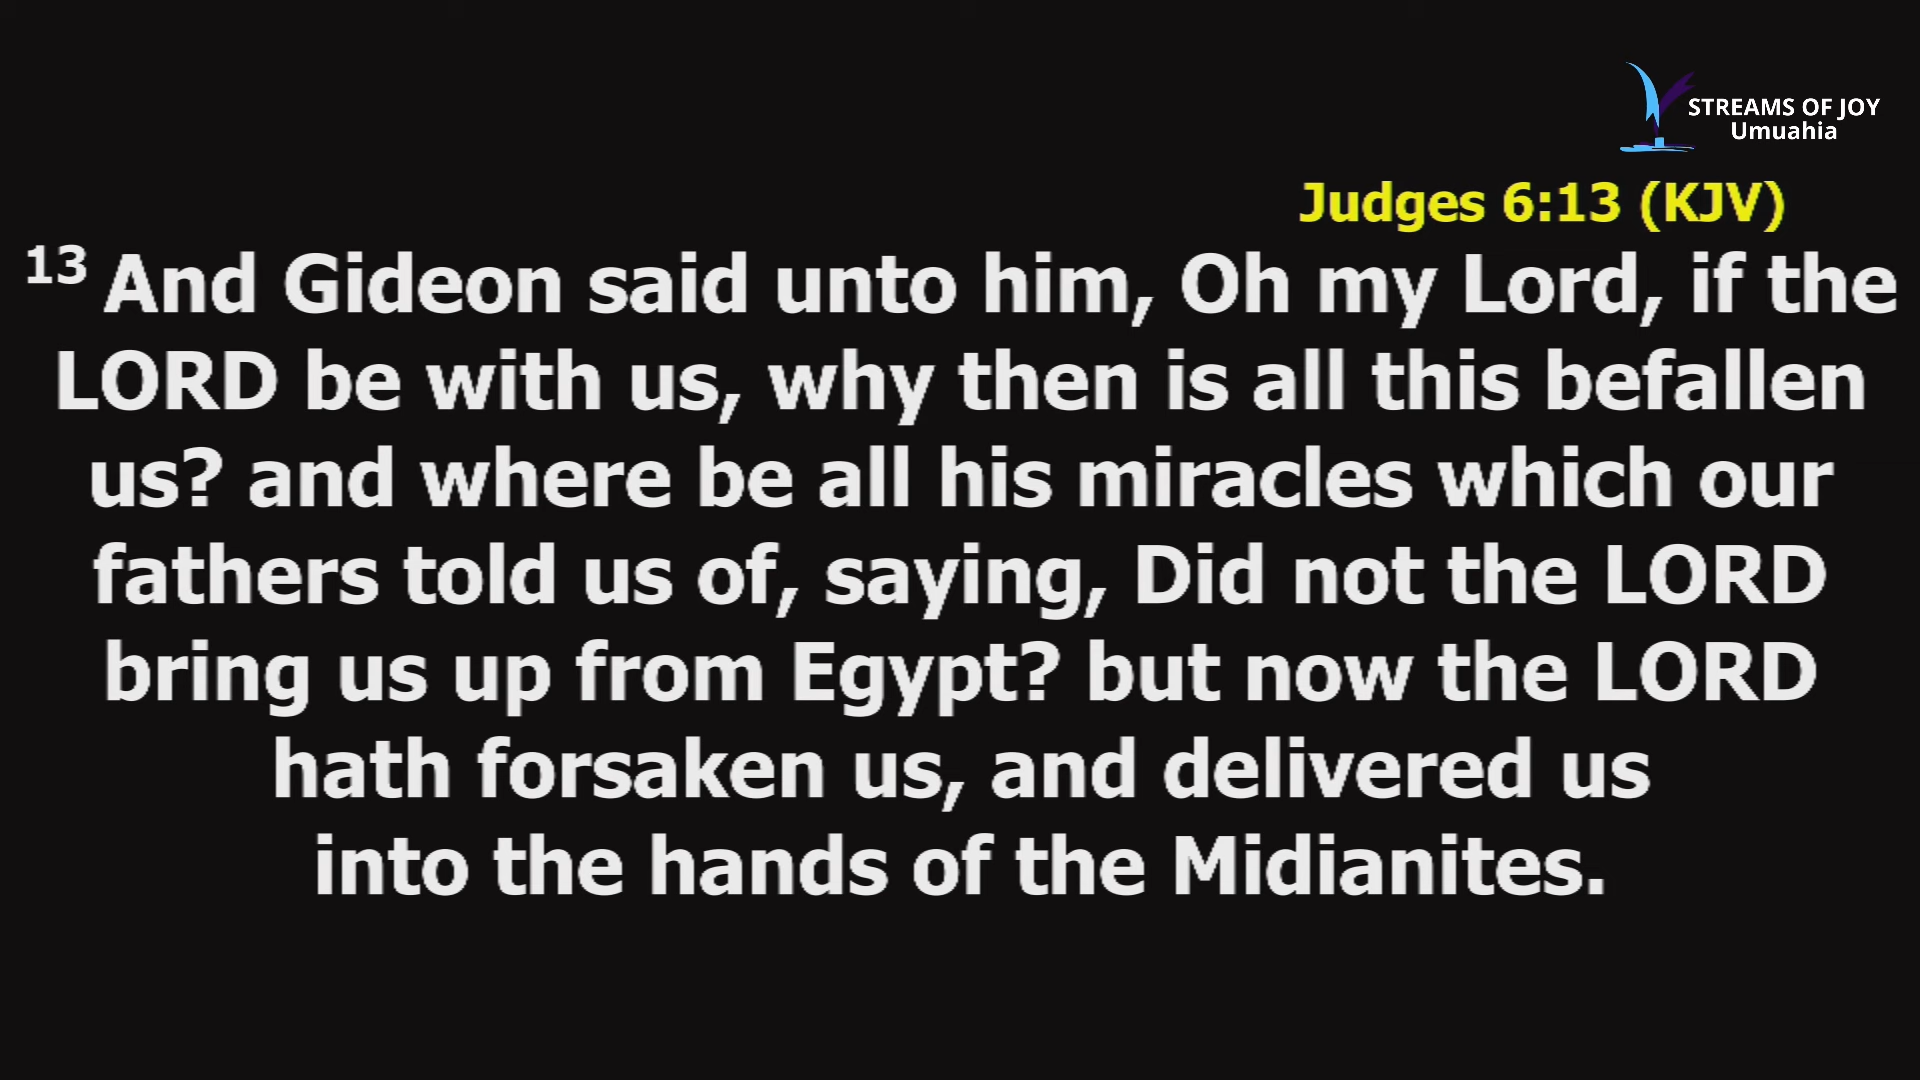 STREAMS OF JOY
Umuahia
Judges 6:13 (KJV)
13 And Gideon said unto him, Oh my Lord, if the
LORD be with us, why then is all this befallen
us? and where be all his miracles which our
fathers told us of, saying, Did not the LORD
bring us up from Egypt? but now the LORD
hath forsaken us, and delivered us
into the hands of the Midianites.